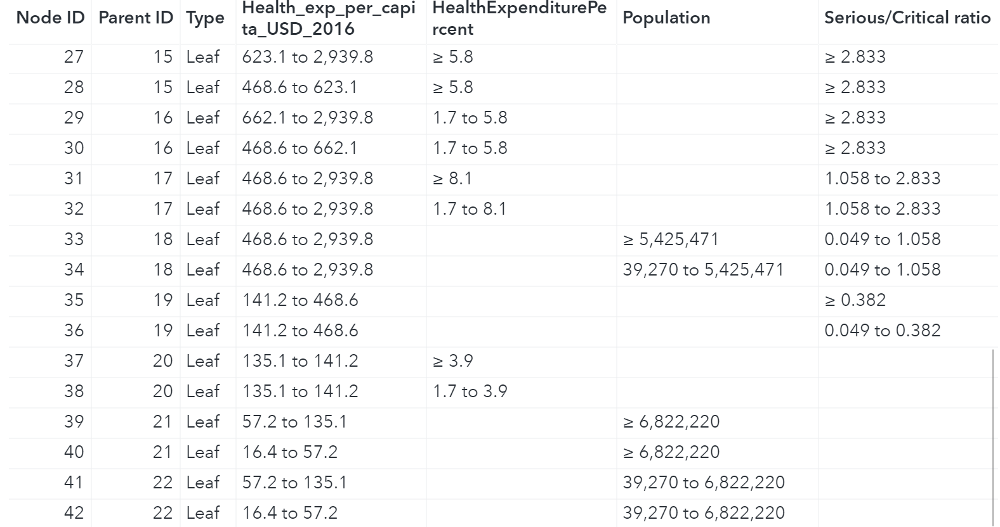 Node ID Parent ID Type Health_exp_per_capi HealthExpenditurePe Population Serious/Critical ratio
ta_USD_2016 rcent
27 15 Leaf 623.1 to 2,939.8 ≥ 5.8 ≥ 2.833
28 15 Leaf 468.6 to 623.1 ≥ 5.8 ≥ 2.833
29 16 Leaf 662.1 to 2,939.8 1.7 to 5.8 ≥ 2.833
30 16 Leaf 468.6 to 662.1 1.7 to 5.8 ≥ 2.833
31 17 Leaf 468.6 to 2,939.8 ≥ 8.1 1.058 to 2.833
32 17 Leaf 468.6 to 2,939.8 1.7 to 8.1 1.058 to 2.833
33 18 Leaf 468.6 to 2,939.8 ≥ 5,425,471 0.049 to 1.058
34 18 Leaf 468.6 to 2,939.8 39,270 to 5,425,471 0.049 to 1.058
35 19 Leaf 141.2 to 468.6 ≥ 0.382
36 19 Leaf 141.2 to 468.6 0.049 to 0.382
37 20 Leaf 135.1 to 141.2 ≥ 3.9
38 20 Leaf 135.1 to 141.2 1.7 to 3.9
39 21 Leaf 57.2 to 135.1 ≥ 6,822,220
40 21 Leaf 16.4 to 57.2 ≥ 6,822,220
41 22 Leaf 57.2 to 135.1 39,270 to 6,822,220
42 22 Leaf 16.4 to 57.2 39,270 to 6,822,220